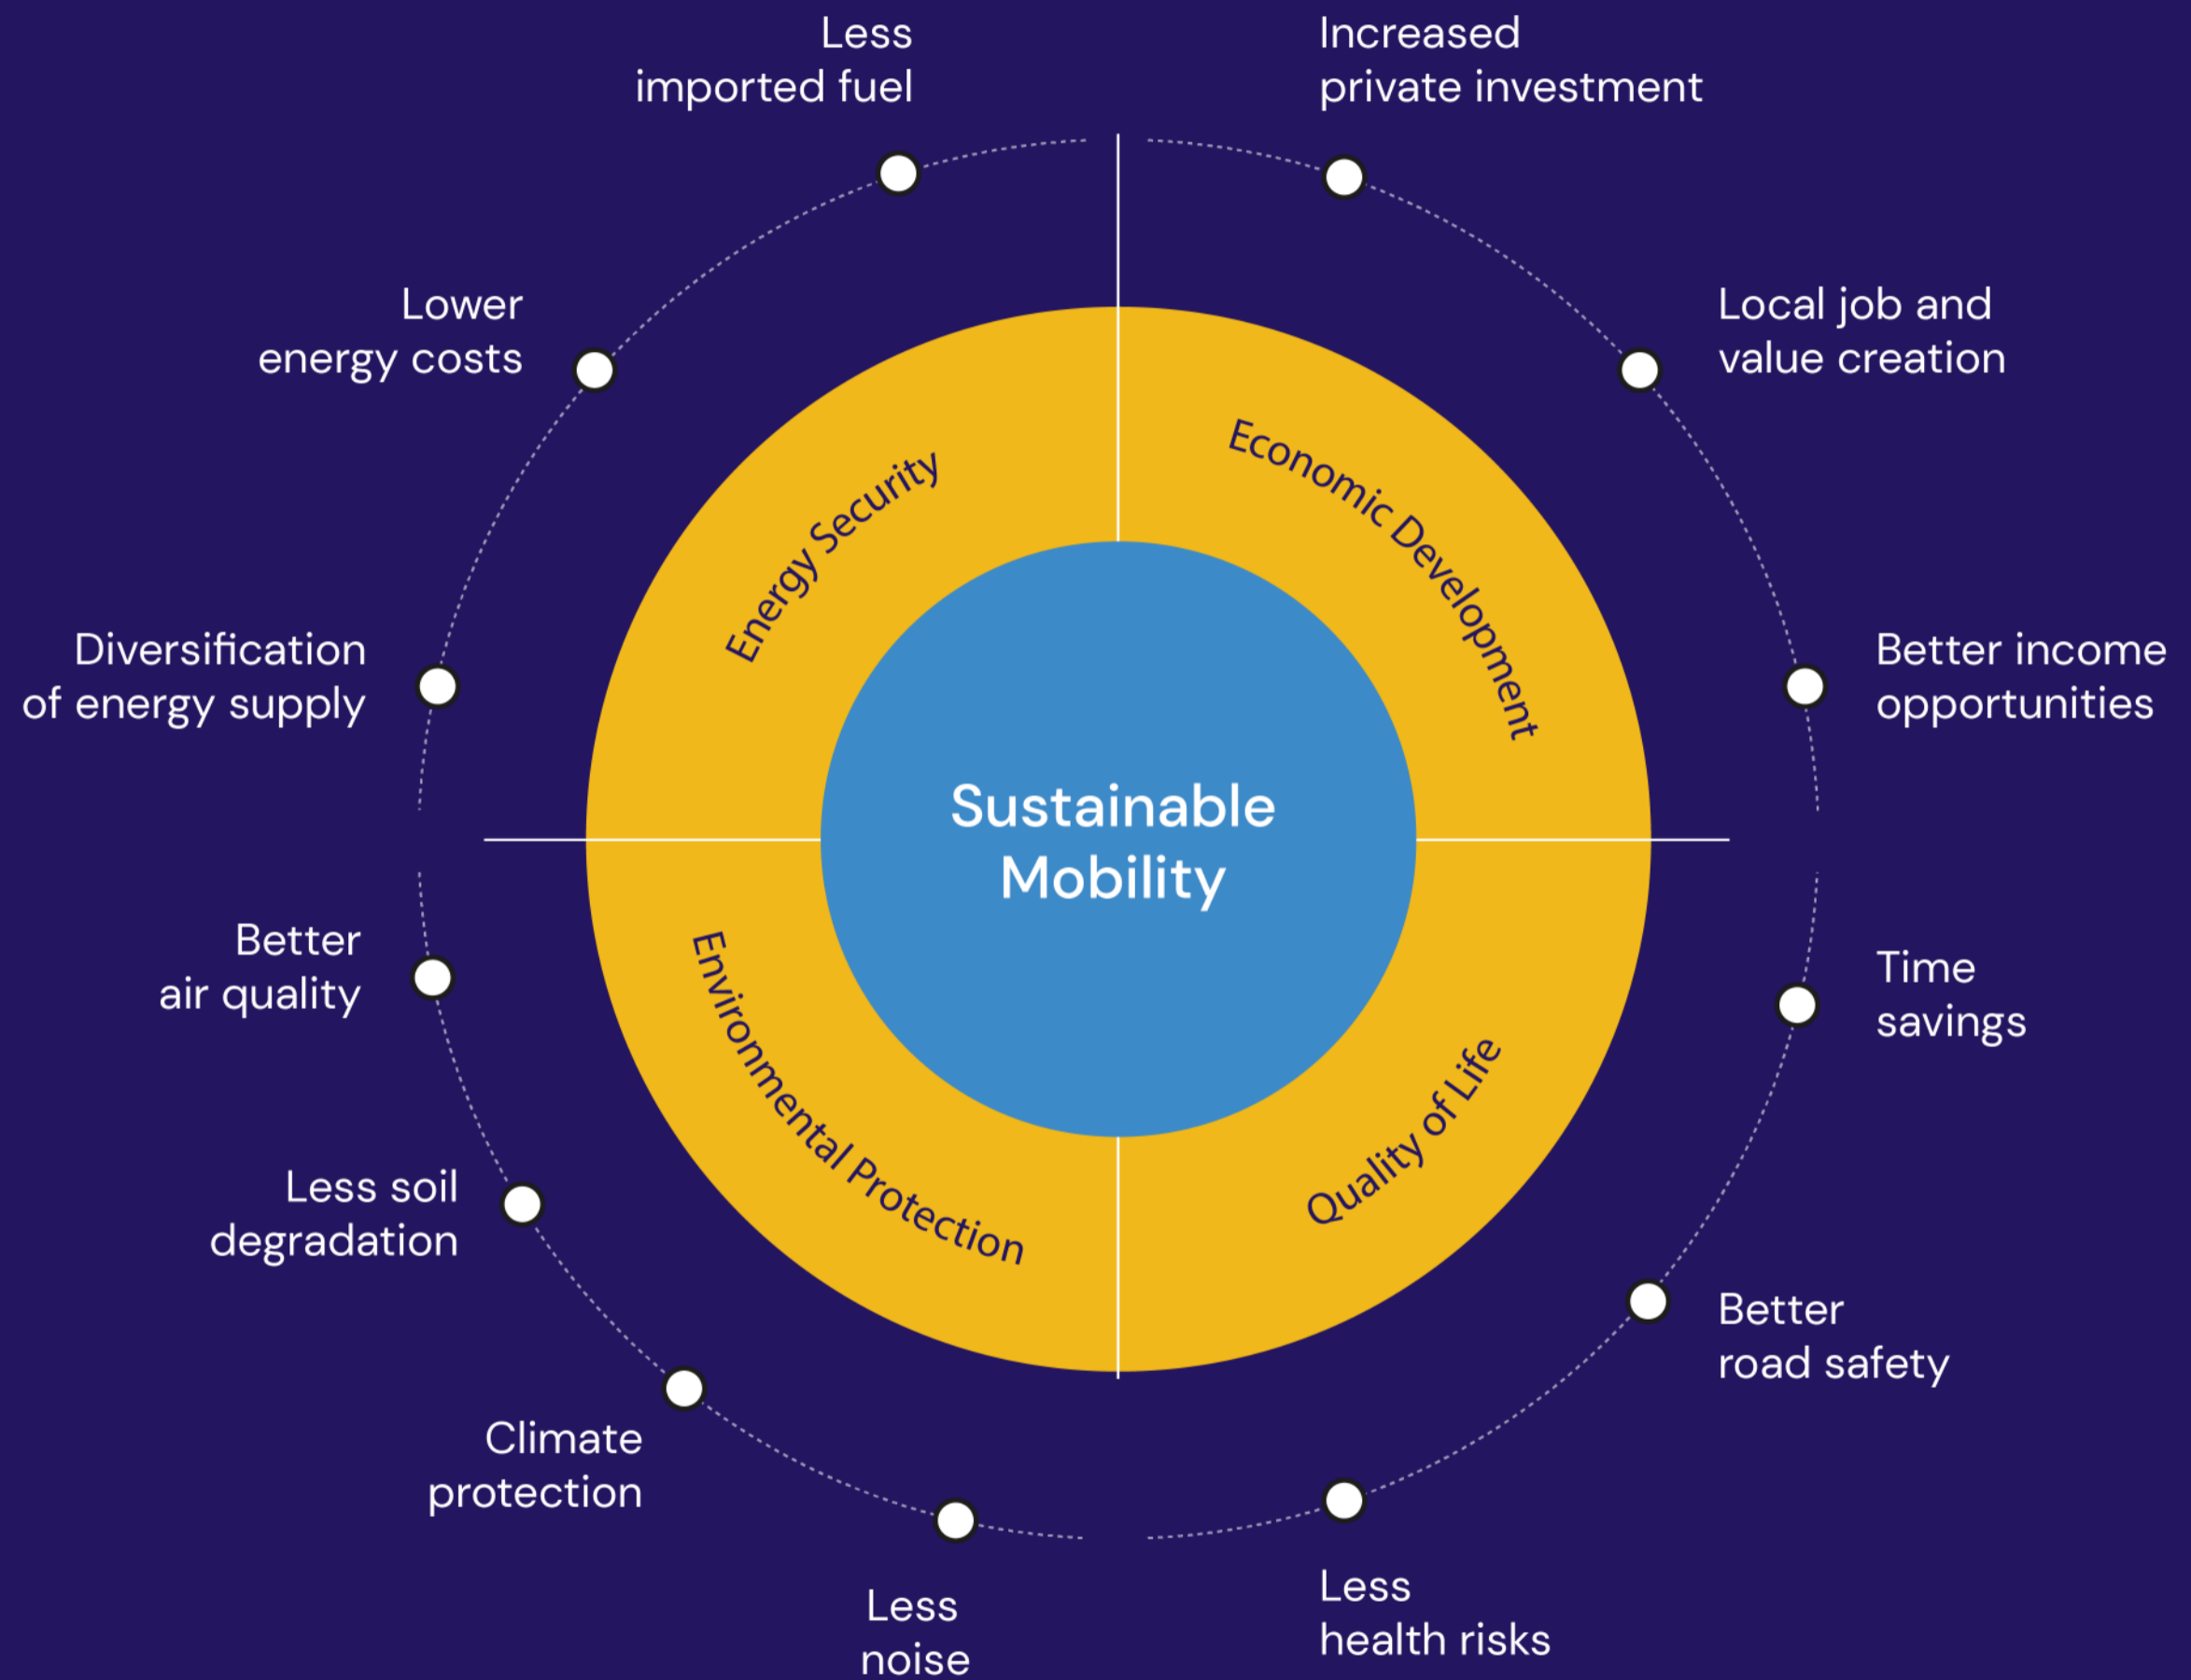 Less
imported fuel
Increased
private investment
Lower
energy costs
Local job and
value creation
Energy Security
Economic Development
Diversification
of energy supply
Better income
opportunities
Sustainable
Mobility
Better
air quality
Time
savings
Environmental Protection
Quality of Life
Less soil
degradation
Better
road safety
Climate
protection
Less
noise
Less
health risks